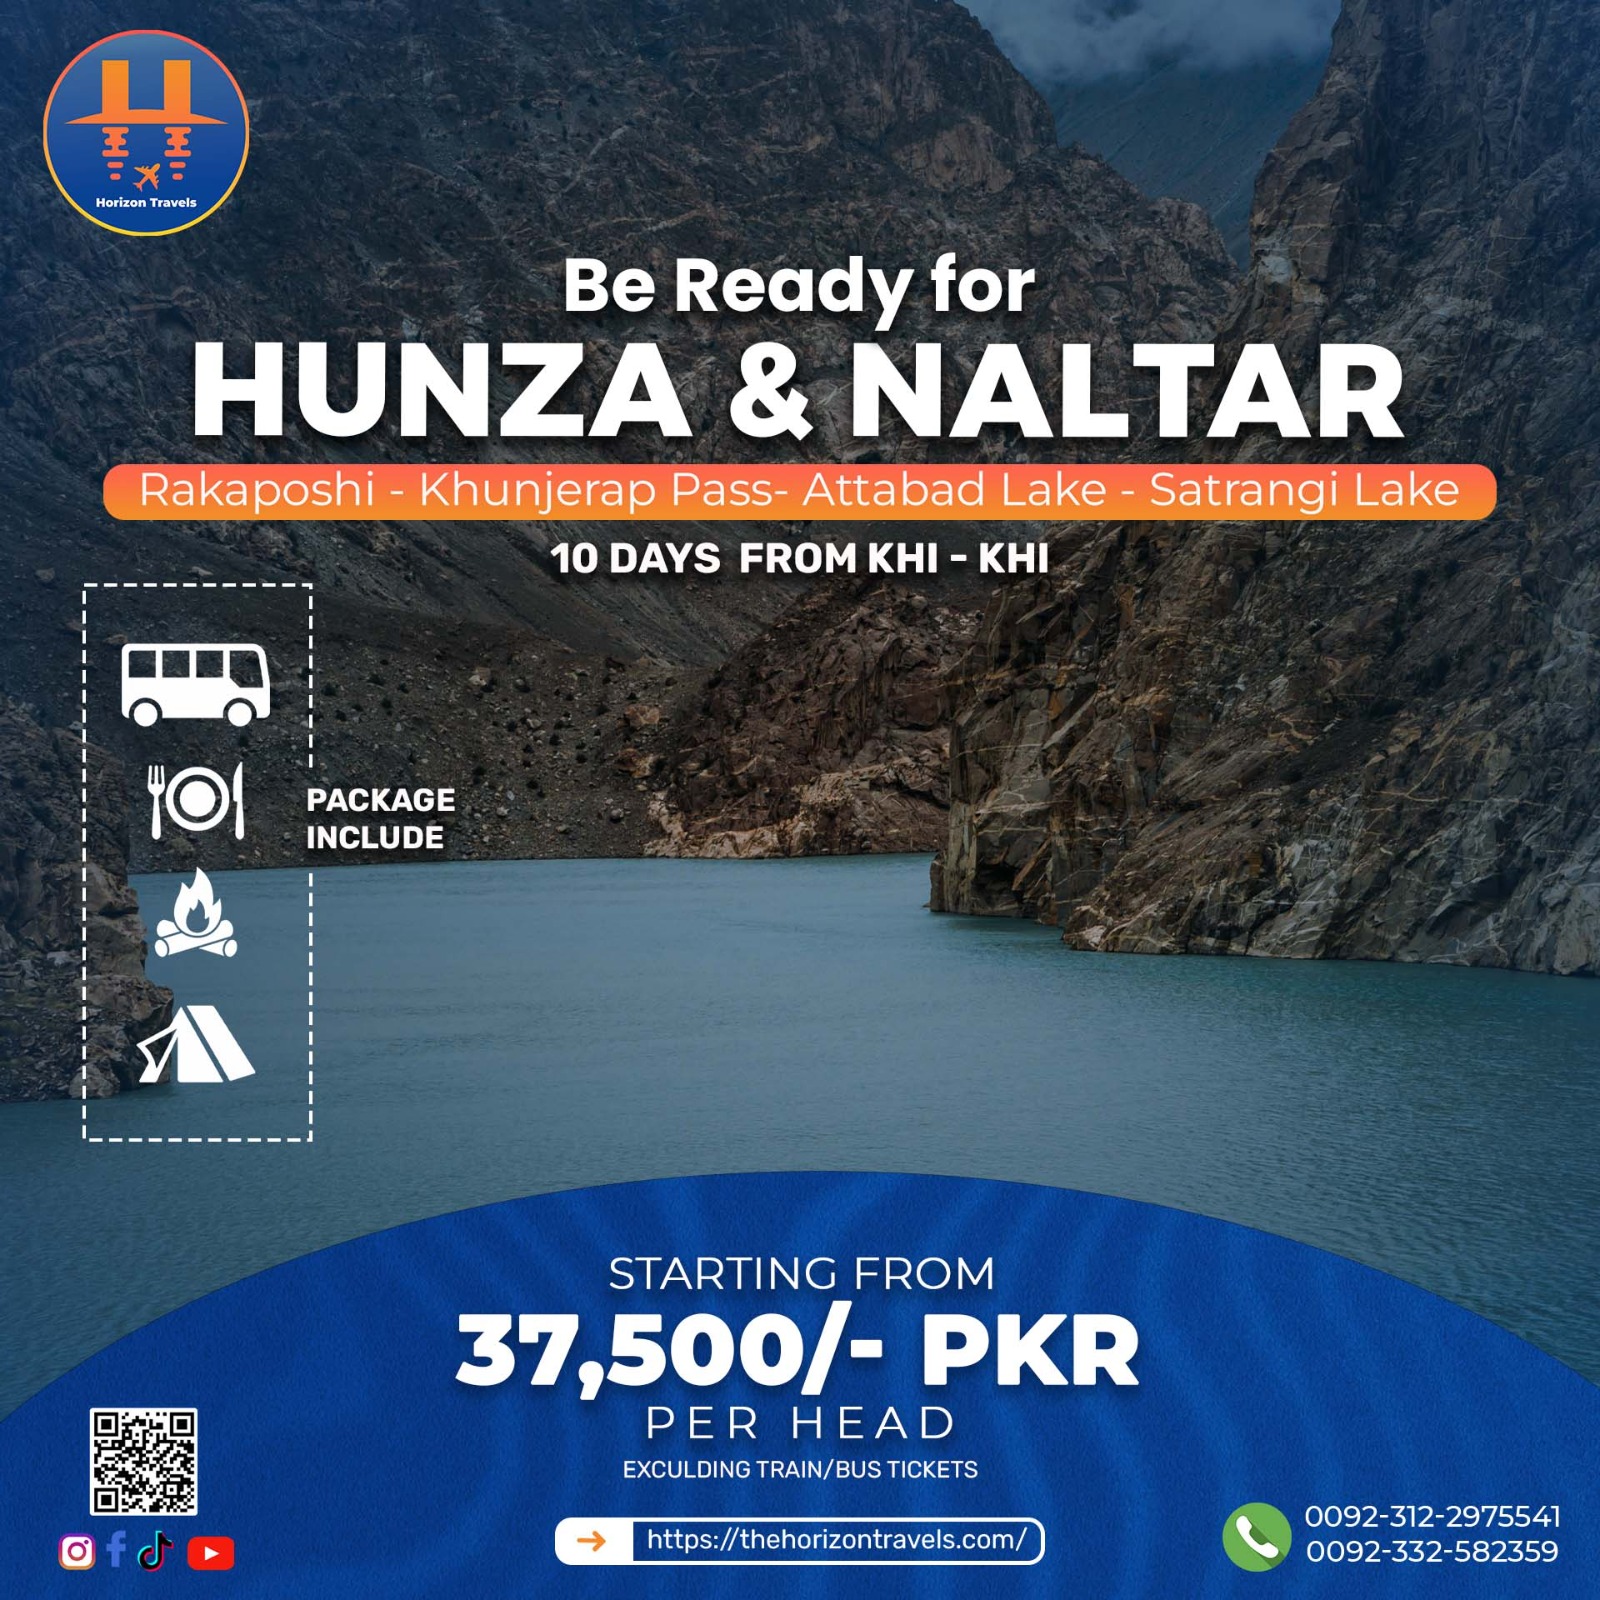 Horizon Travels
Be Ready for
HUNZA & NALTAR
Rakaposhi - Khunjerap Pass- Attabad Lake - Satrangi Lake
10 DAYS FROM KHI - KHI
PACKAGE
INCLUDE
STARTING FROM
37,500/- PKR
PER HEAD
EXCULDING TRAIN/BUS TICKETS
https://thehorizontravels.com/
0092-312-2975541
0092-332-582359